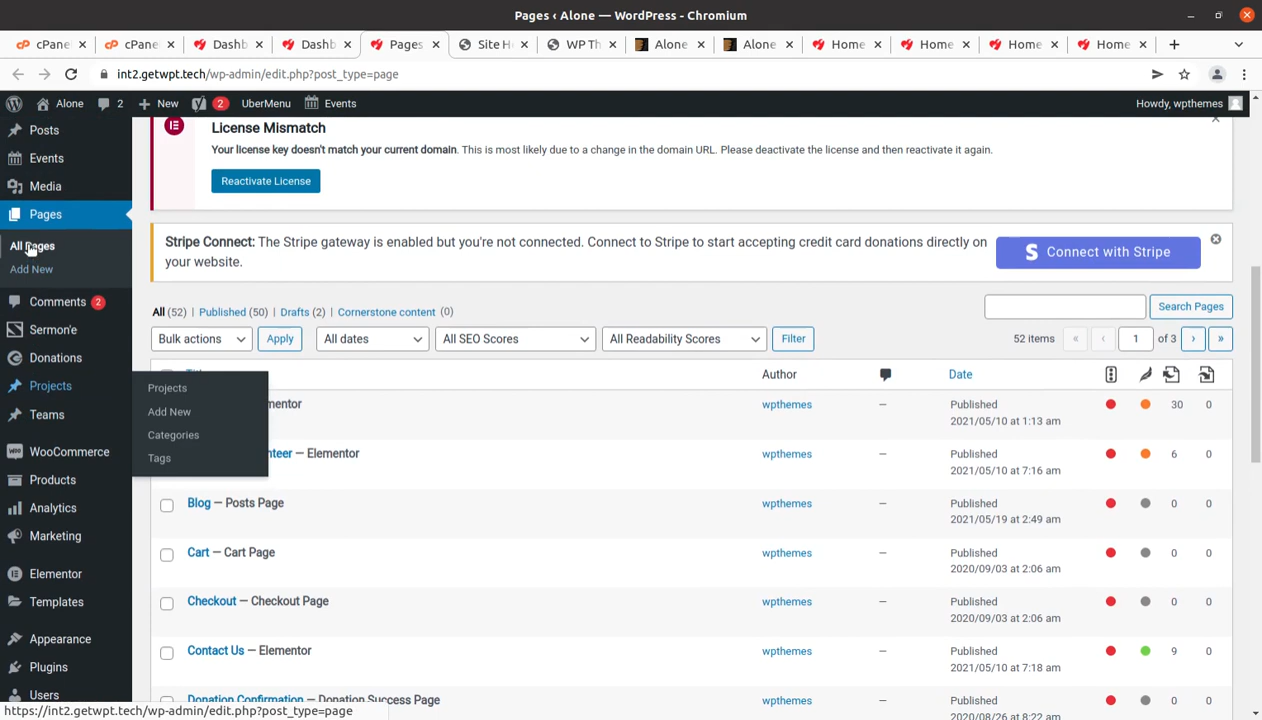 Pages ‹ Alone — WordPress - Chromium
cPane
cPane
Dashb
Dashb
Pages
Site H
WP Th
Alone
Alone
Home
Home
Home
Home
int2.getwpt.tech/wp-admin/edit.php?post_type=page
Alone
2
New
2
UberMenu
Events
Howdy, wpthemes
Posts
Events
Media
Pages
All Pages
Add New
Comments 2
Sermon'e
Donations
Projects
Teams
WooCommerce
Products
Analytics
Marketing
Elementor
Templates
Appearance
Plugins
Users
Projects
Add New
Categories
Tags
License Mismatch
Your license key doesn't match your current domain. This is most likely due to a change in the domain URL. Please deactivate the license and then reactivate it again.
Reactivate License
Stripe Connect: The Stripe gateway is enabled but you're not connected. Connect to Stripe to start accepting credit card donations directly on
your website.
S Connect with Stripe
All (52) | Published (50) | Drafts (2) | Cornerstone content (0)
Search Pages
Bulk actions
Apply
All dates
All SEO Scores
All Readability Scores
Filter
52 items
« ‹ 1 of 3 › »
Author
Date
mentor
wpthemes
—
Published
2021/05/10 at 1:13 am
30
0
nteer — Elementor
wpthemes
—
Published
2021/05/10 at 7:16 am
6
0
Blog — Posts Page
wpthemes
—
Published
2021/05/19 at 2:49 am
0
0
Cart — Cart Page
wpthemes
—
Published
2020/09/03 at 2:06 am
0
0
Checkout — Checkout Page
wpthemes
—
Published
2020/09/03 at 2:06 am
0
0
Contact Us — Elementor
wpthemes
—
Published
2021/05/10 at 7:18 am
9
0
Donation Confirmation — Donation Success Page
wpthemes
—
Published
2020/08/26 at 8:22 am
0
0
https://int2.getwpt.tech/wp-admin/edit.php?post_type=page